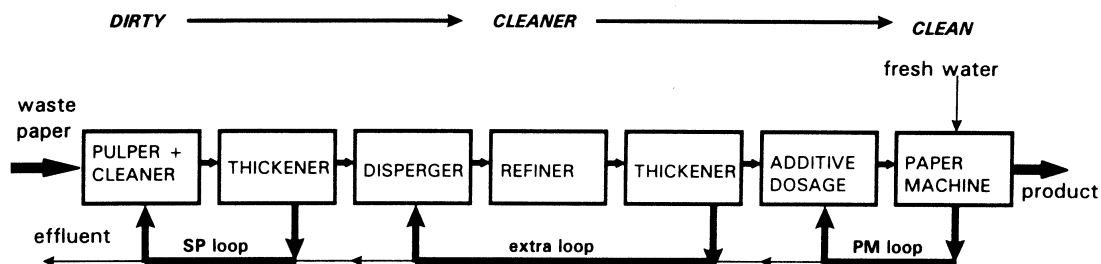 DIRTY CLEANER CLEAN
fresh water
waste
paper
PULPER +
CLEANER
THICKENER
DISPERGER
REFINER
THICKENER
ADDITIVE
DOSAGE
PAPER
MACHINE
product
effluent
SP loop
extra loop
PM loop